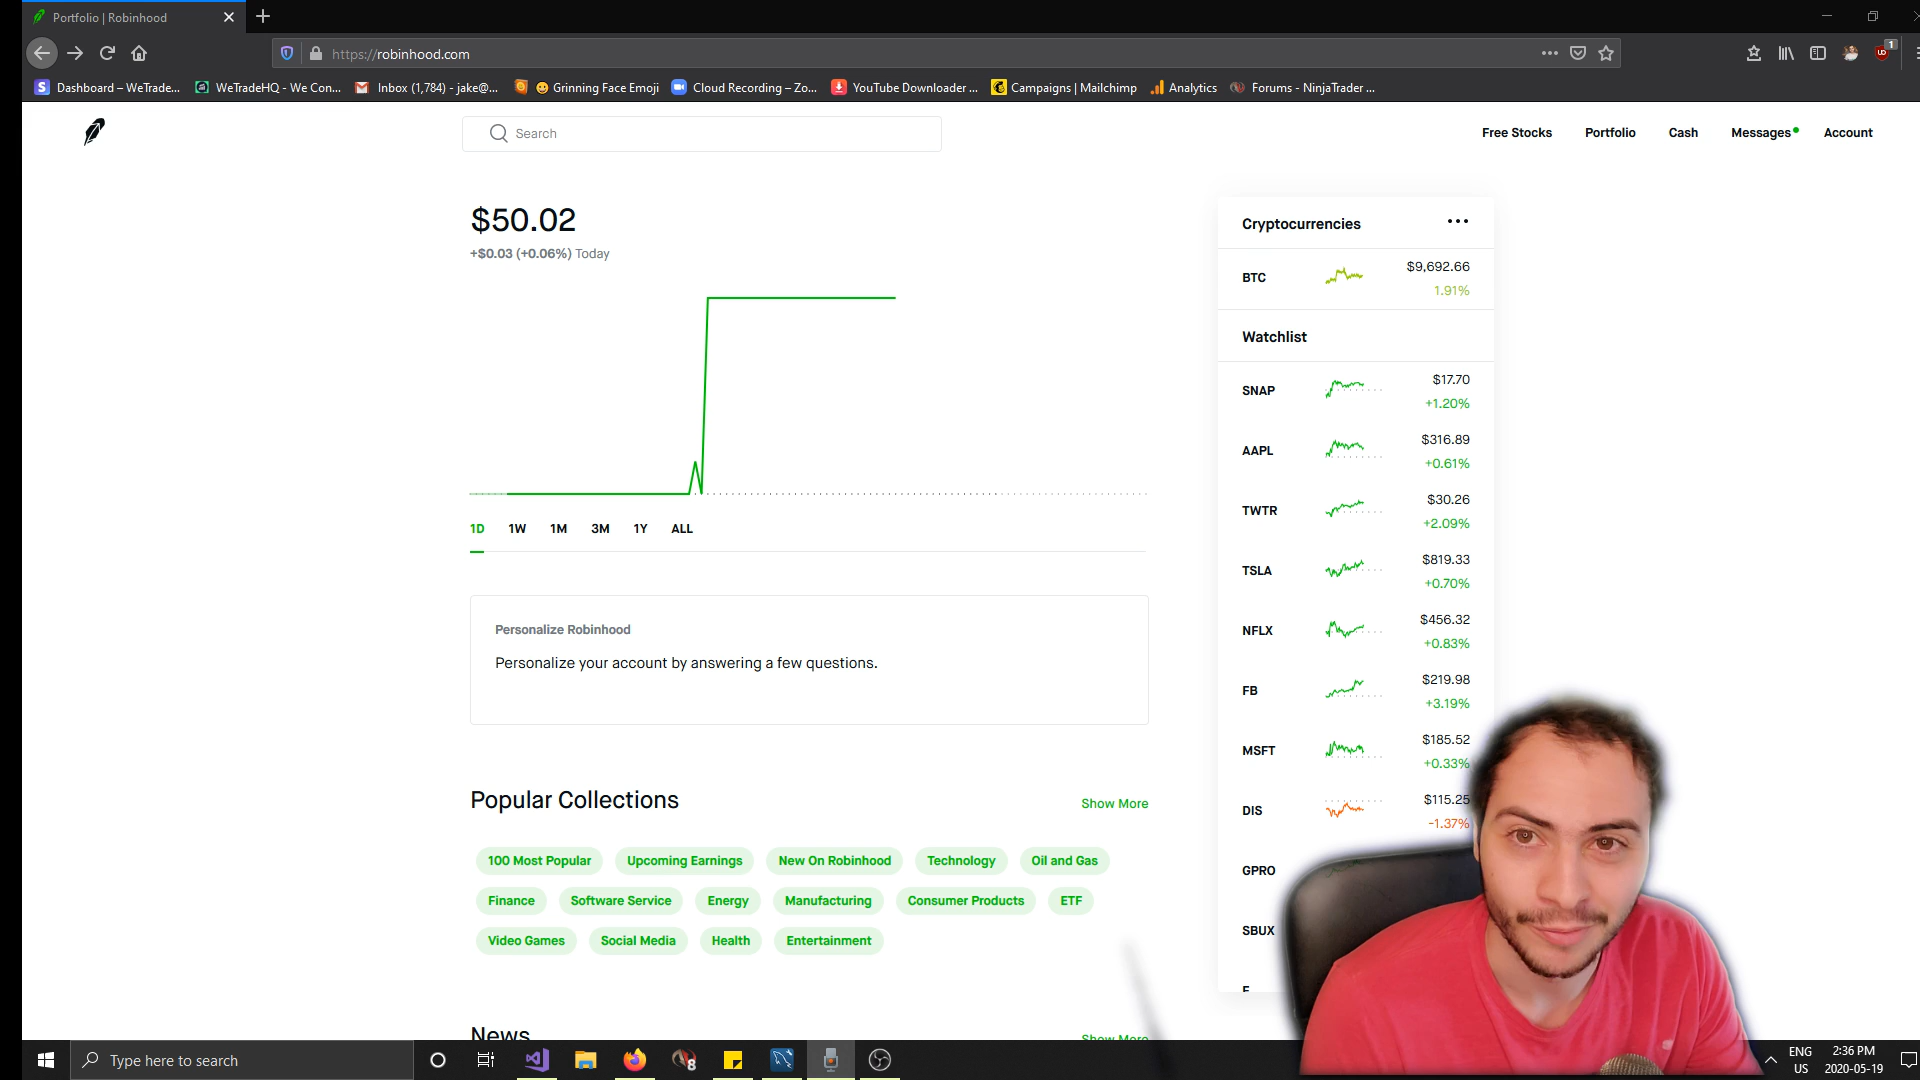 Portfolio | Robinhood
https://robinhood.com
1
S Dashboard – WeTrade...
WeTradeHQ - We Con...
Inbox (1,784) - jake@...
Grinning Face Emoji
Cloud Recording – Zo...
YouTube Downloader ...
Campaigns | Mailchimp
Analytics
Forums - NinjaTrader ...
Search
Free Stocks
Portfolio
Cash
Messages
Account
$50.02
+$0.03 (+0.06%) Today
1D 1W 1M 3M 1Y ALL
Personalize Robinhood
Personalize your account by answering a few questions.
Popular Collections
Show More
100 Most Popular
Upcoming Earnings
New On Robinhood
Technology
Oil and Gas
Finance
Software Service
Energy
Manufacturing
Consumer Products
ETF
Video Games
Social Media
Health
Entertainment
News
Show More
Cryptocurrencies
BTC
$9,692.66
1.91%
Watchlist
SNAP
$17.70
+1.20%
AAPL
$316.89
+0.61%
TWTR
$30.26
+2.09%
TSLA
$819.33
+0.70%
NFLX
$456.32
+0.83%
FB
$219.98
+3.19%
MSFT
$185.52
+0.33%
DIS
$115.25
-1.37%
GPRO
SBUX
Type here to search
8
ENG
US
2:36 PM
2020-05-19